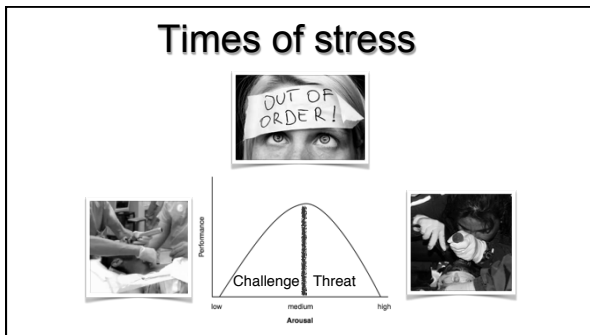 Times of stress
OUT OF
ORDER!
Performance
Challenge
Threat
low
medium
high
Arousal